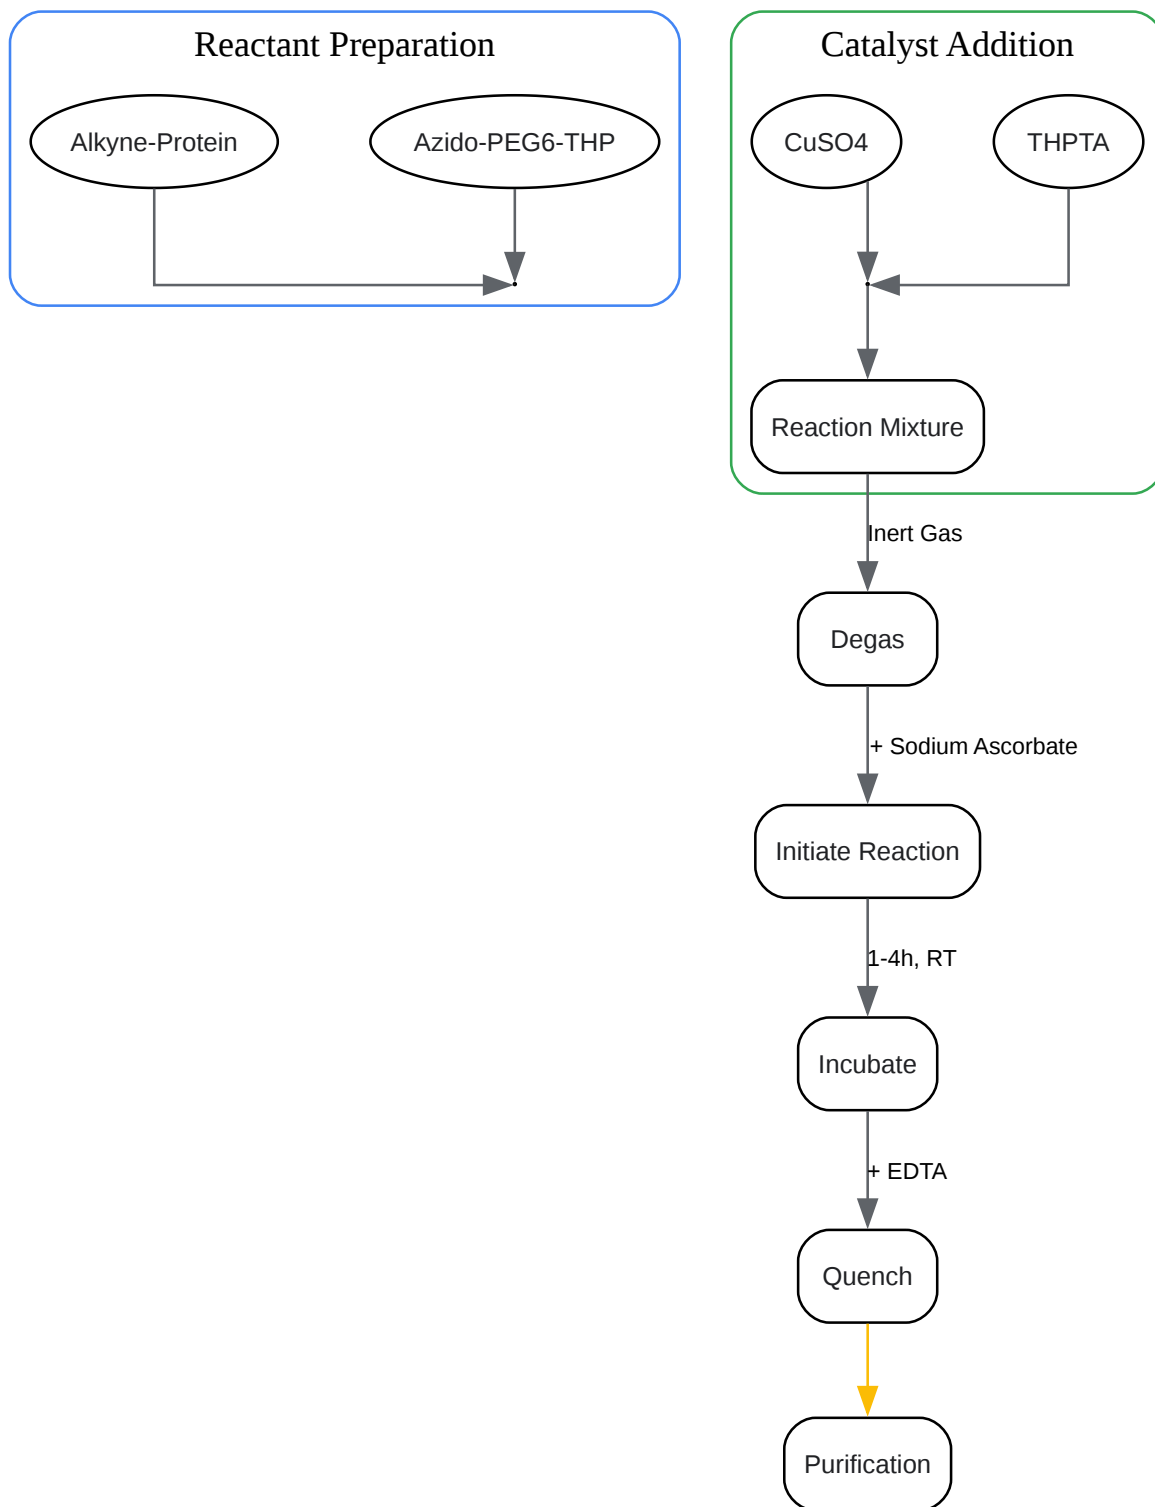 Reactant Preparation
Alkyne-Protein
Azido-PEG6-THP
Catalyst Addition
CuSO4
THPTA
Reaction Mixture
Inert Gas
Degas
+ Sodium Ascorbate
Initiate Reaction
1-4h, RT
Incubate
+ EDTA
Quench
Purification